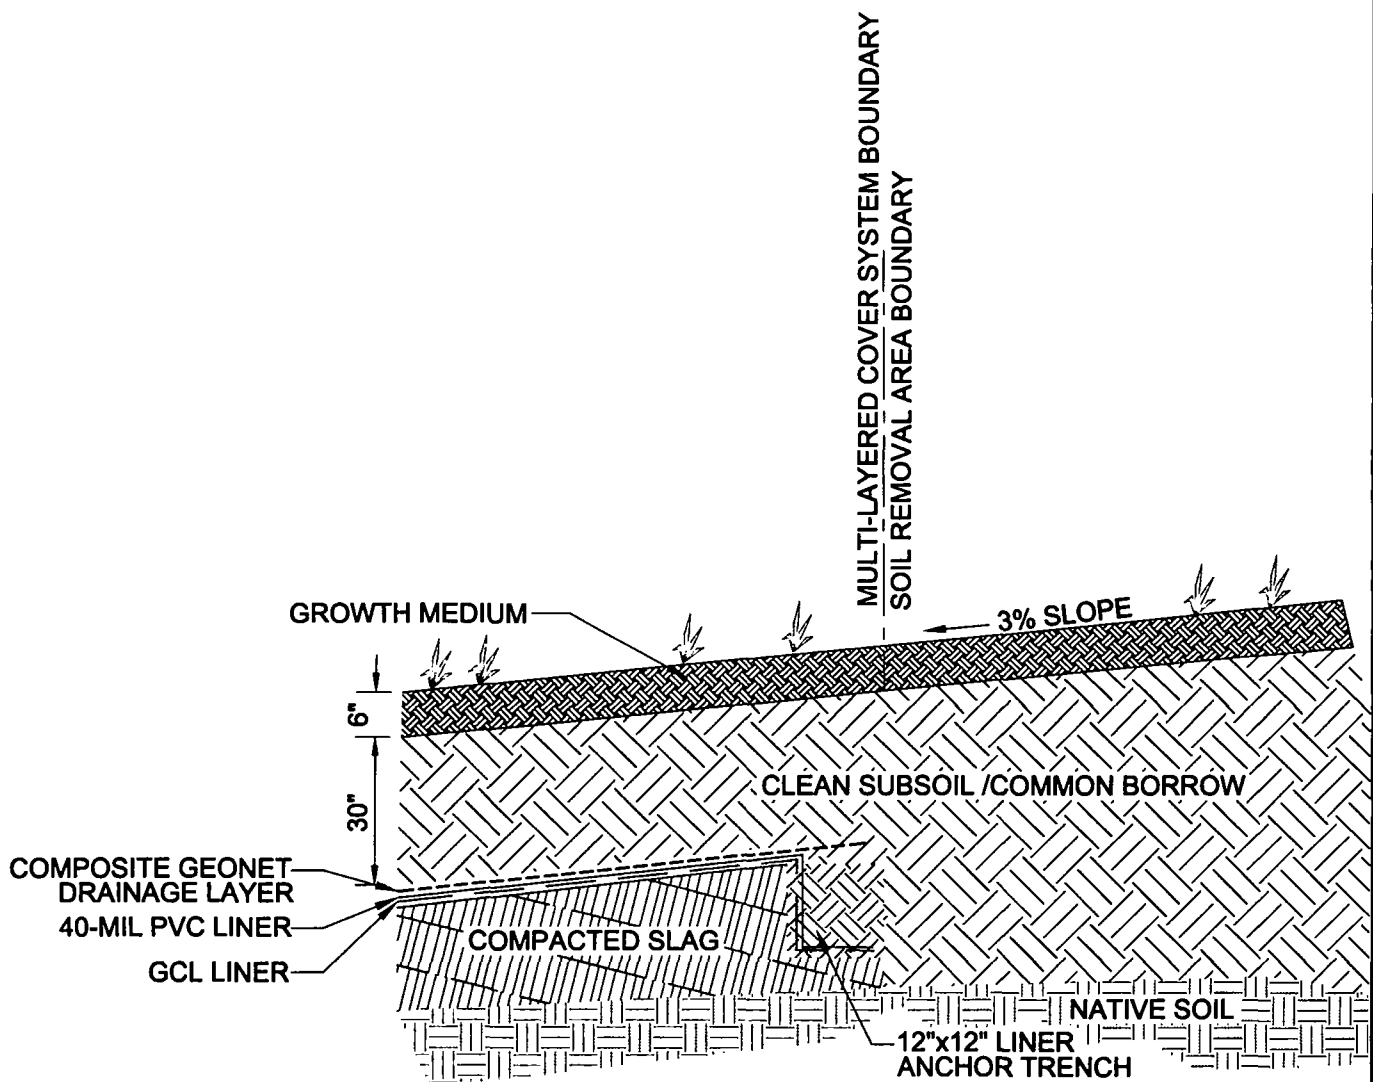 MULTI-LAYERED COVER SYSTEM BOUNDARY
SOIL REMOVAL AREA BOUNDARY
GROWTH MEDIUM
3% SLOPE
6"
30"
CLEAN SUBSOIL /COMMON BORROW
COMPOSITE GEONET
DRAINAGE LAYER
40-MIL PVC LINER
GCL LINER
COMPACTED SLAG
NATIVE SOIL
12"x12" LINER
ANCHOR TRENCH